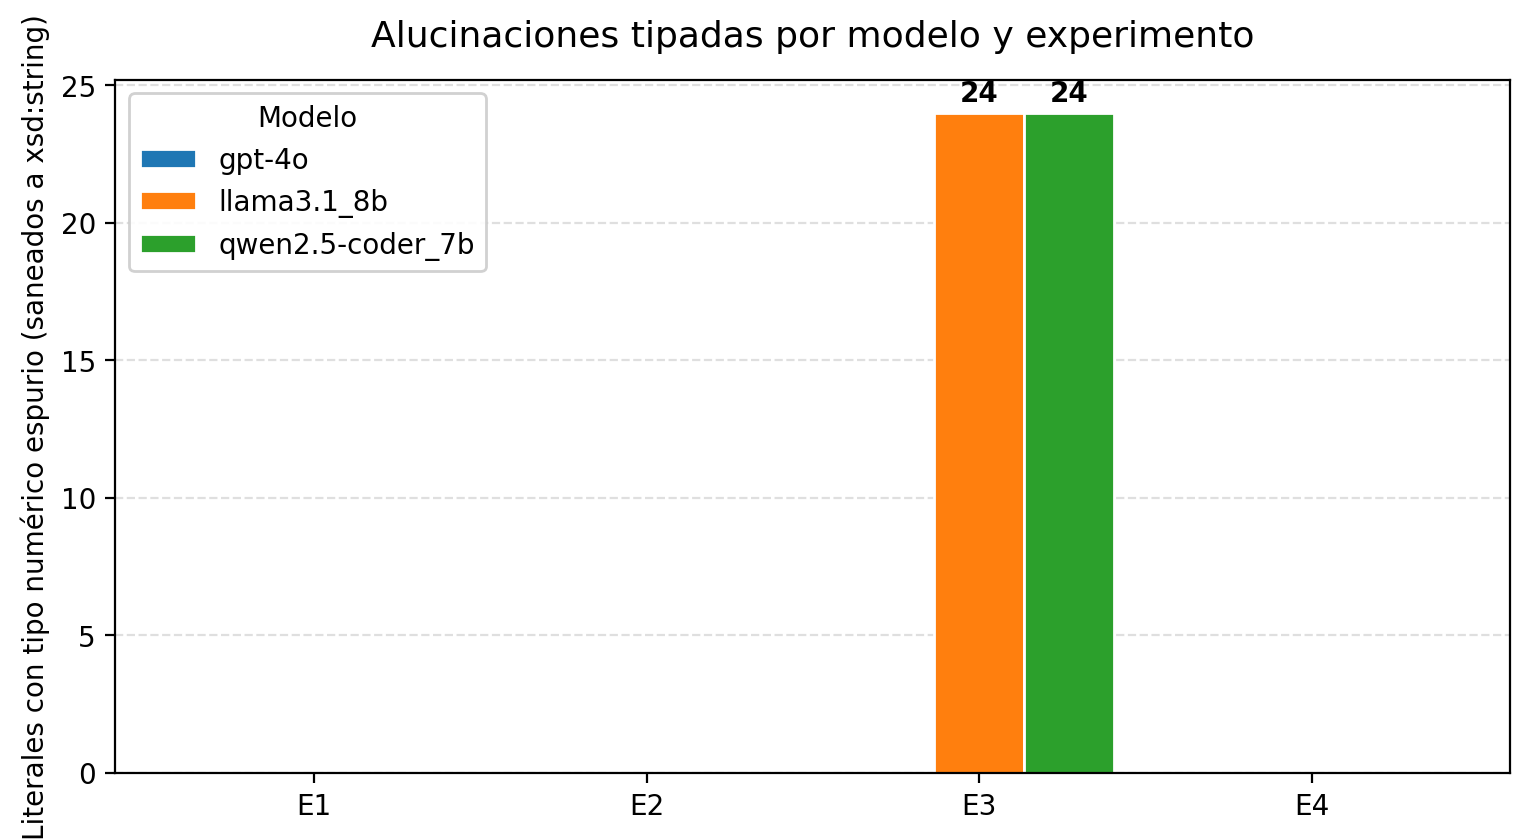 Alucinaciones tipadas por modelo y experimento
Literales con tipo numérico espurio (saneados a xsd:string)
25
20
15
10
5
0
Modelo
gpt-4o
llama3.1_8b
qwen2.5-coder_7b
24
24
E1
E2
E3
E4